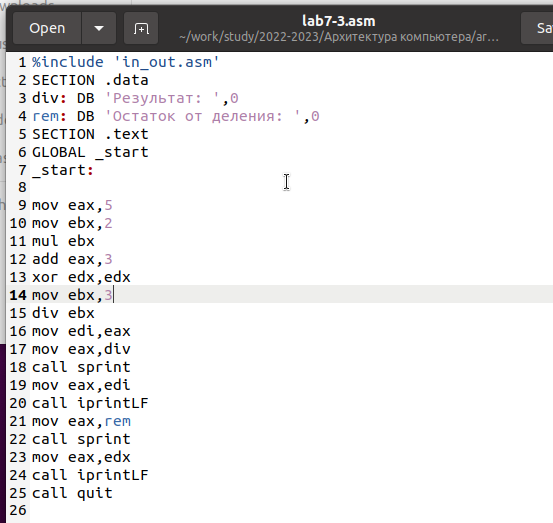 Open
lab7-3.asm
~/work/study/2022-2023/Архитектура компьютера/ar…
Sa
1 %include 'in_out.asm'
2 SECTION .data
3 div: DB 'Результат: ',0
4 rem: DB 'Остаток от деления: ',0
5 SECTION .text
6 GLOBAL _start
7 _start:
8
9 mov eax,5
10 mov ebx,2
11 mul ebx
12 add eax,3
13 xor edx,edx
14 mov ebx,3
15 div ebx
16 mov edi,eax
17 mov eax,div
18 call sprint
19 mov eax,edi
20 call iprintLF
21 mov eax,rem
22 call sprint
23 mov eax,edx
24 call iprintLF
25 call quit
26